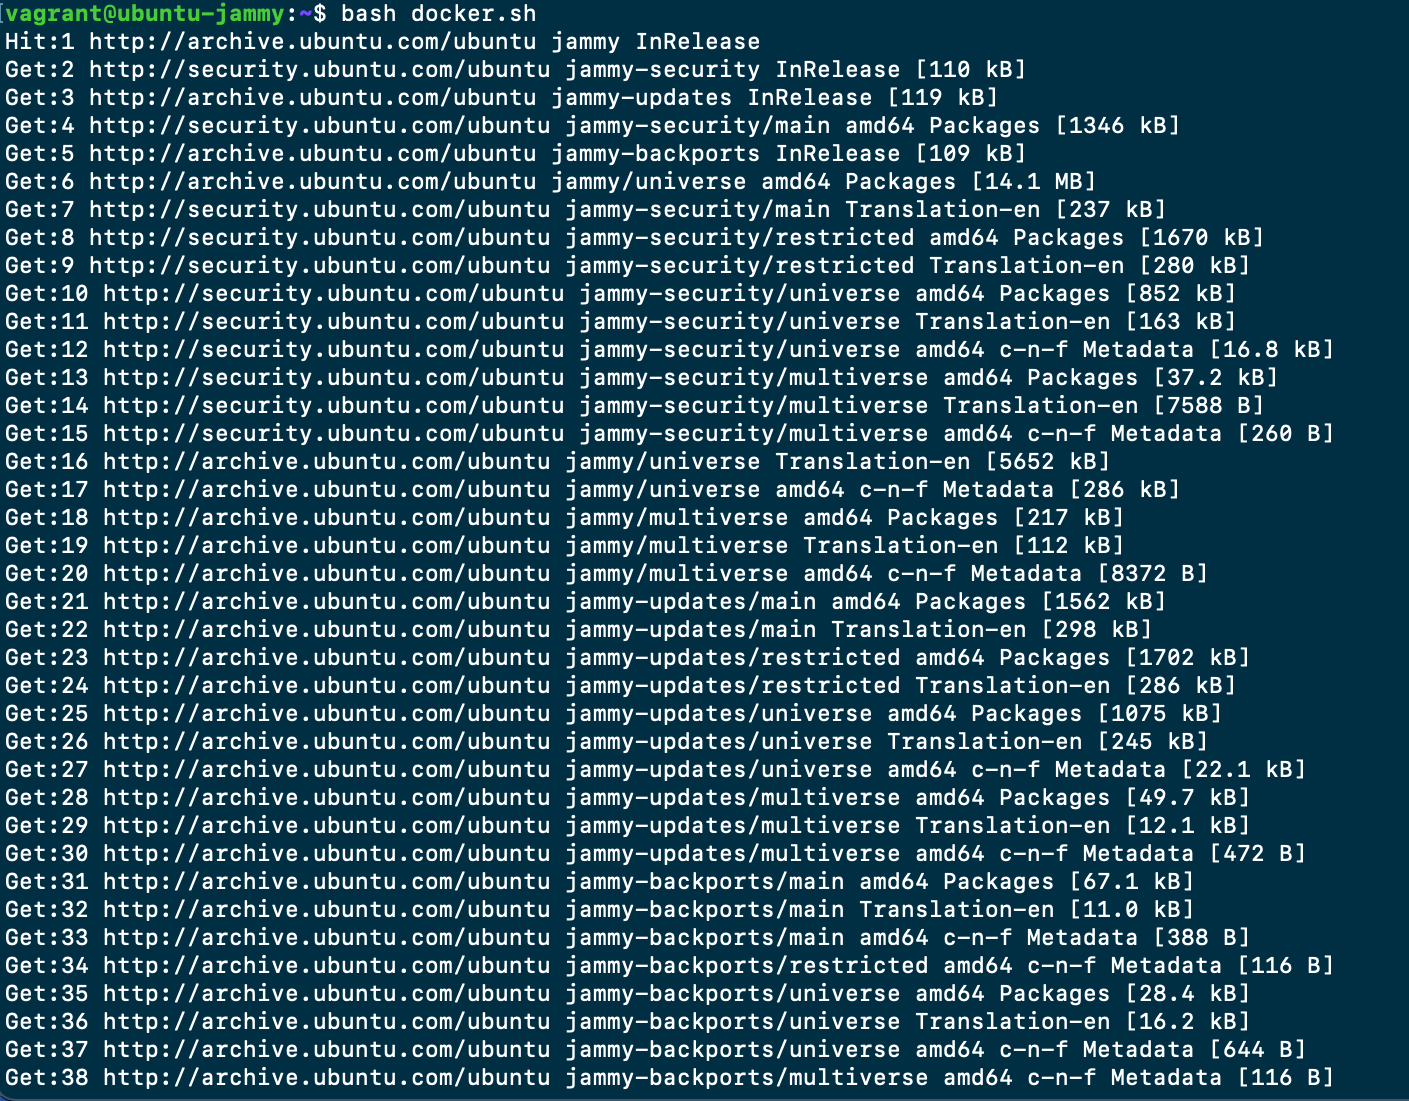 [vagrant@ubuntu-jammy:~$ bash docker.sh
Hit:1 http://archive.ubuntu.com/ubuntu jammy InRelease
Get:2 http://security.ubuntu.com/ubuntu jammy-security InRelease [110 kB]
Get:3 http://archive.ubuntu.com/ubuntu jammy-updates InRelease [119 kB]
Get:4 http://security.ubuntu.com/ubuntu jammy-security/main amd64 Packages [1346 kB]
Get:5 http://archive.ubuntu.com/ubuntu jammy-backports InRelease [109 kB]
Get:6 http://archive.ubuntu.com/ubuntu jammy/universe amd64 Packages [14.1 MB]
Get:7 http://security.ubuntu.com/ubuntu jammy-security/main Translation-en [237 kB]
Get:8 http://security.ubuntu.com/ubuntu jammy-security/restricted amd64 Packages [1670 kB]
Get:9 http://security.ubuntu.com/ubuntu jammy-security/restricted Translation-en [280 kB]
Get:10 http://security.ubuntu.com/ubuntu jammy-security/universe amd64 Packages [852 kB]
Get:11 http://security.ubuntu.com/ubuntu jammy-security/universe Translation-en [163 kB]
Get:12 http://security.ubuntu.com/ubuntu jammy-security/universe amd64 c-n-f Metadata [16.8 kB]
Get:13 http://security.ubuntu.com/ubuntu jammy-security/multiverse amd64 Packages [37.2 kB]
Get:14 http://security.ubuntu.com/ubuntu jammy-security/multiverse Translation-en [7588 B]
Get:15 http://security.ubuntu.com/ubuntu jammy-security/multiverse amd64 c-n-f Metadata [260 B]
Get:16 http://archive.ubuntu.com/ubuntu jammy/universe Translation-en [5652 kB]
Get:17 http://archive.ubuntu.com/ubuntu jammy/universe amd64 c-n-f Metadata [286 kB]
Get:18 http://archive.ubuntu.com/ubuntu jammy/multiverse amd64 Packages [217 kB]
Get:19 http://archive.ubuntu.com/ubuntu jammy/multiverse Translation-en [112 kB]
Get:20 http://archive.ubuntu.com/ubuntu jammy/multiverse amd64 c-n-f Metadata [8372 B]
Get:21 http://archive.ubuntu.com/ubuntu jammy-updates/main amd64 Packages [1562 kB]
Get:22 http://archive.ubuntu.com/ubuntu jammy-updates/main Translation-en [298 kB]
Get:23 http://archive.ubuntu.com/ubuntu jammy-updates/restricted amd64 Packages [1702 kB]
Get:24 http://archive.ubuntu.com/ubuntu jammy-updates/restricted Translation-en [286 kB]
Get:25 http://archive.ubuntu.com/ubuntu jammy-updates/universe amd64 Packages [1075 kB]
Get:26 http://archive.ubuntu.com/ubuntu jammy-updates/universe Translation-en [245 kB]
Get:27 http://archive.ubuntu.com/ubuntu jammy-updates/universe amd64 c-n-f Metadata [22.1 kB]
Get:28 http://archive.ubuntu.com/ubuntu jammy-updates/multiverse amd64 Packages [49.7 kB]
Get:29 http://archive.ubuntu.com/ubuntu jammy-updates/multiverse Translation-en [12.1 kB]
Get:30 http://archive.ubuntu.com/ubuntu jammy-updates/multiverse amd64 c-n-f Metadata [472 B]
Get:31 http://archive.ubuntu.com/ubuntu jammy-backports/main amd64 Packages [67.1 kB]
Get:32 http://archive.ubuntu.com/ubuntu jammy-backports/main Translation-en [11.0 kB]
Get:33 http://archive.ubuntu.com/ubuntu jammy-backports/main amd64 c-n-f Metadata [388 B]
Get:34 http://archive.ubuntu.com/ubuntu jammy-backports/restricted amd64 c-n-f Metadata [116 B]
Get:35 http://archive.ubuntu.com/ubuntu jammy-backports/universe amd64 Packages [28.4 kB]
Get:36 http://archive.ubuntu.com/ubuntu jammy-backports/universe Translation-en [16.2 kB]
Get:37 http://archive.ubuntu.com/ubuntu jammy-backports/universe amd64 c-n-f Metadata [644 B]
Get:38 http://archive.ubuntu.com/ubuntu jammy-backports/multiverse amd64 c-n-f Metadata [116 B]